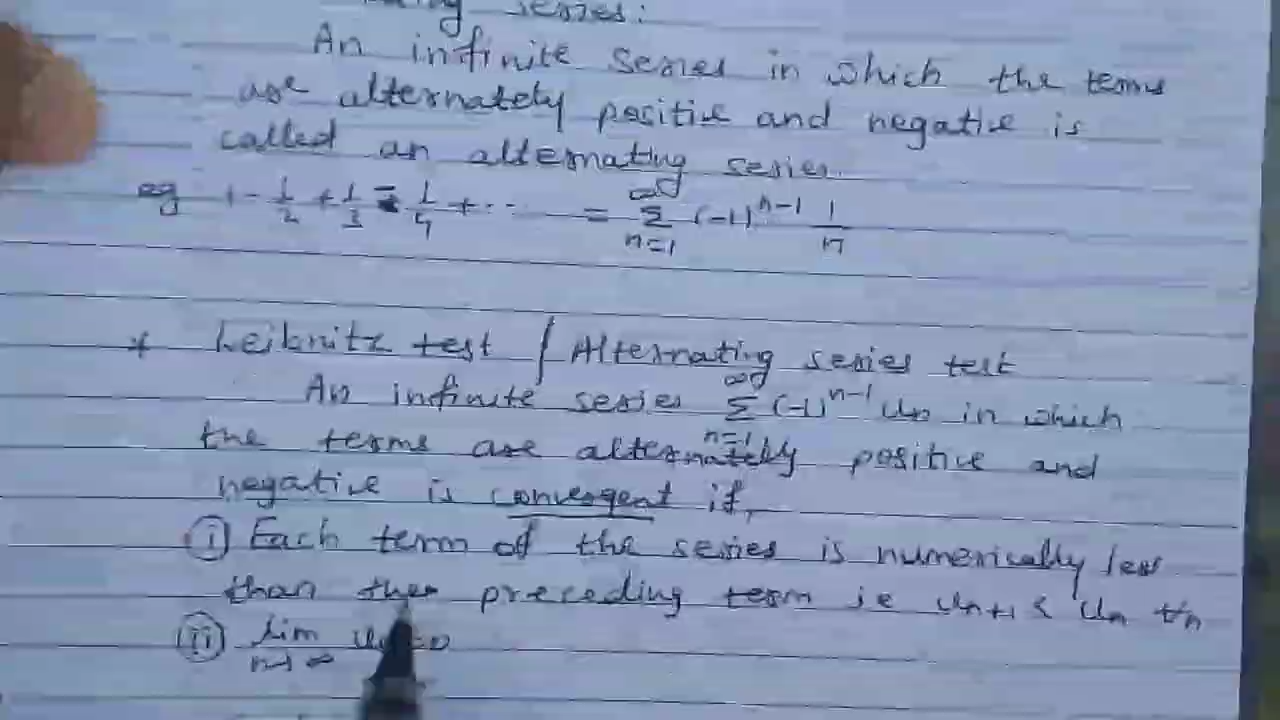 series:
An infinite series in which the terms
are alternately positive and negative is
called an alternating series.
eg 1 - 1/2 + 1/3 - 1/4 + ... = ∑_{n=1}^{∞} (-1)^{n-1} 1/n
* Leibnitz test / Alternating series test
An infinite series ∑_{n=1}^{∞} (-1)^{n-1} Un in which
the terms are alternately positive and
negative is convergent if,
(i) Each term of the series is numerically less
than the preceding term ie Un+1 < Un ∀n
(ii) lim n→∞ Un = 0